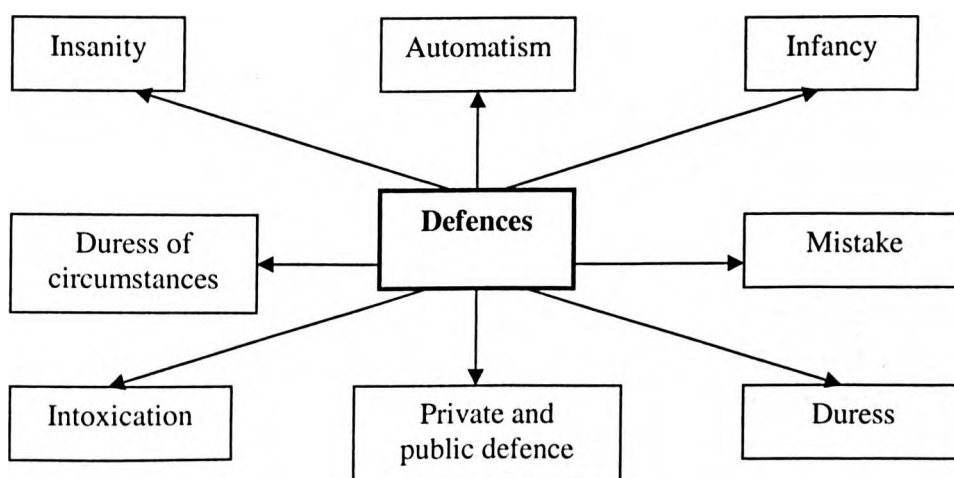 Insanity
Automatism
Infancy
Defences
Duress of
circumstances
Mistake
Intoxication
Private and
public defence
Duress